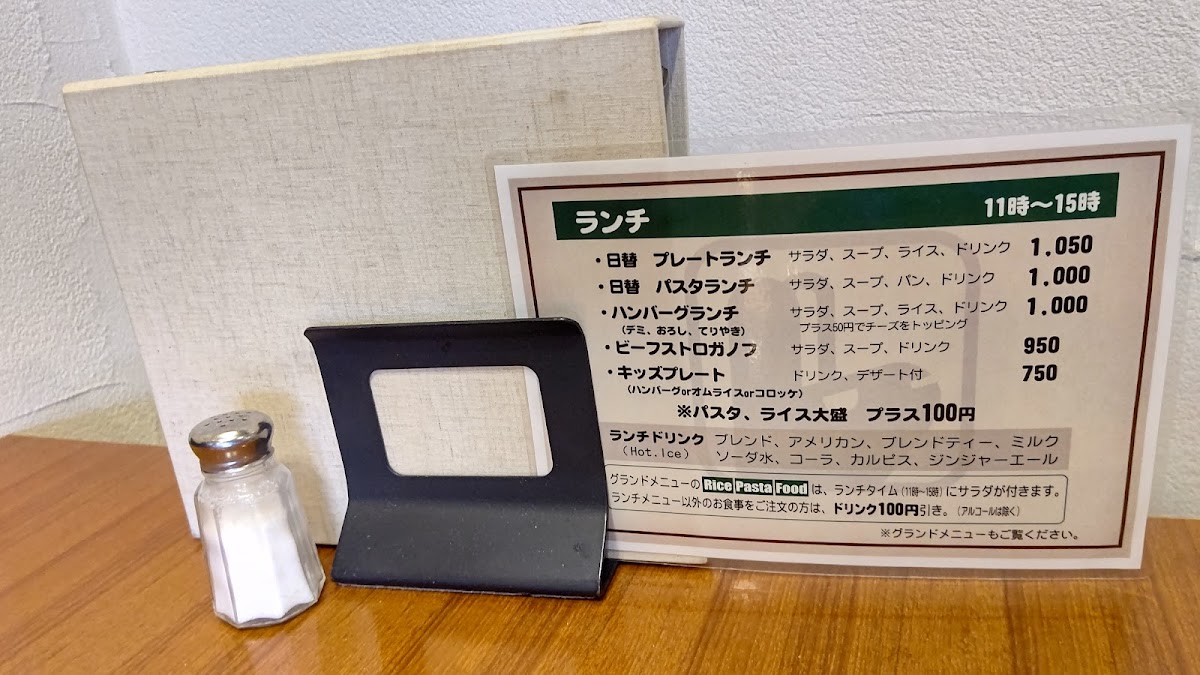 ランチ 11時～15時
・日替 プレートランチ サラダ、スープ、ライス、ドリンク 1.050
・日替 パスタランチ サラダ、スープ、パン、ドリンク 1.000
・ハンバーグランチ サラダ、スープ、ライス、ドリンク 1.000
（デミ、おろし、てりやき） プラス50円でチーズをトッピング
・ビーフストロガノフ サラダ、スープ、ドリンク 950
・キッズプレート ドリンク、デザート付 750
（ハンバーグorオムライスorコロッケ）
※パスタ、ライス大盛 プラス100円
ランチドリンク ブレンド、アメリカン、ブレンドティー、ミルク
（Hot.Ice） ソーダ水、コーラ、カルピス、ジンジャーエール
グランドメニューの Rice Pasta Food は、ランチタイム（11時～15時）にサラダが付きます。
ランチメニュー以外のお食事をご注文の方は、ドリンク100円引き。（アルコールは除く）
※グランドメニューもご覧ください。